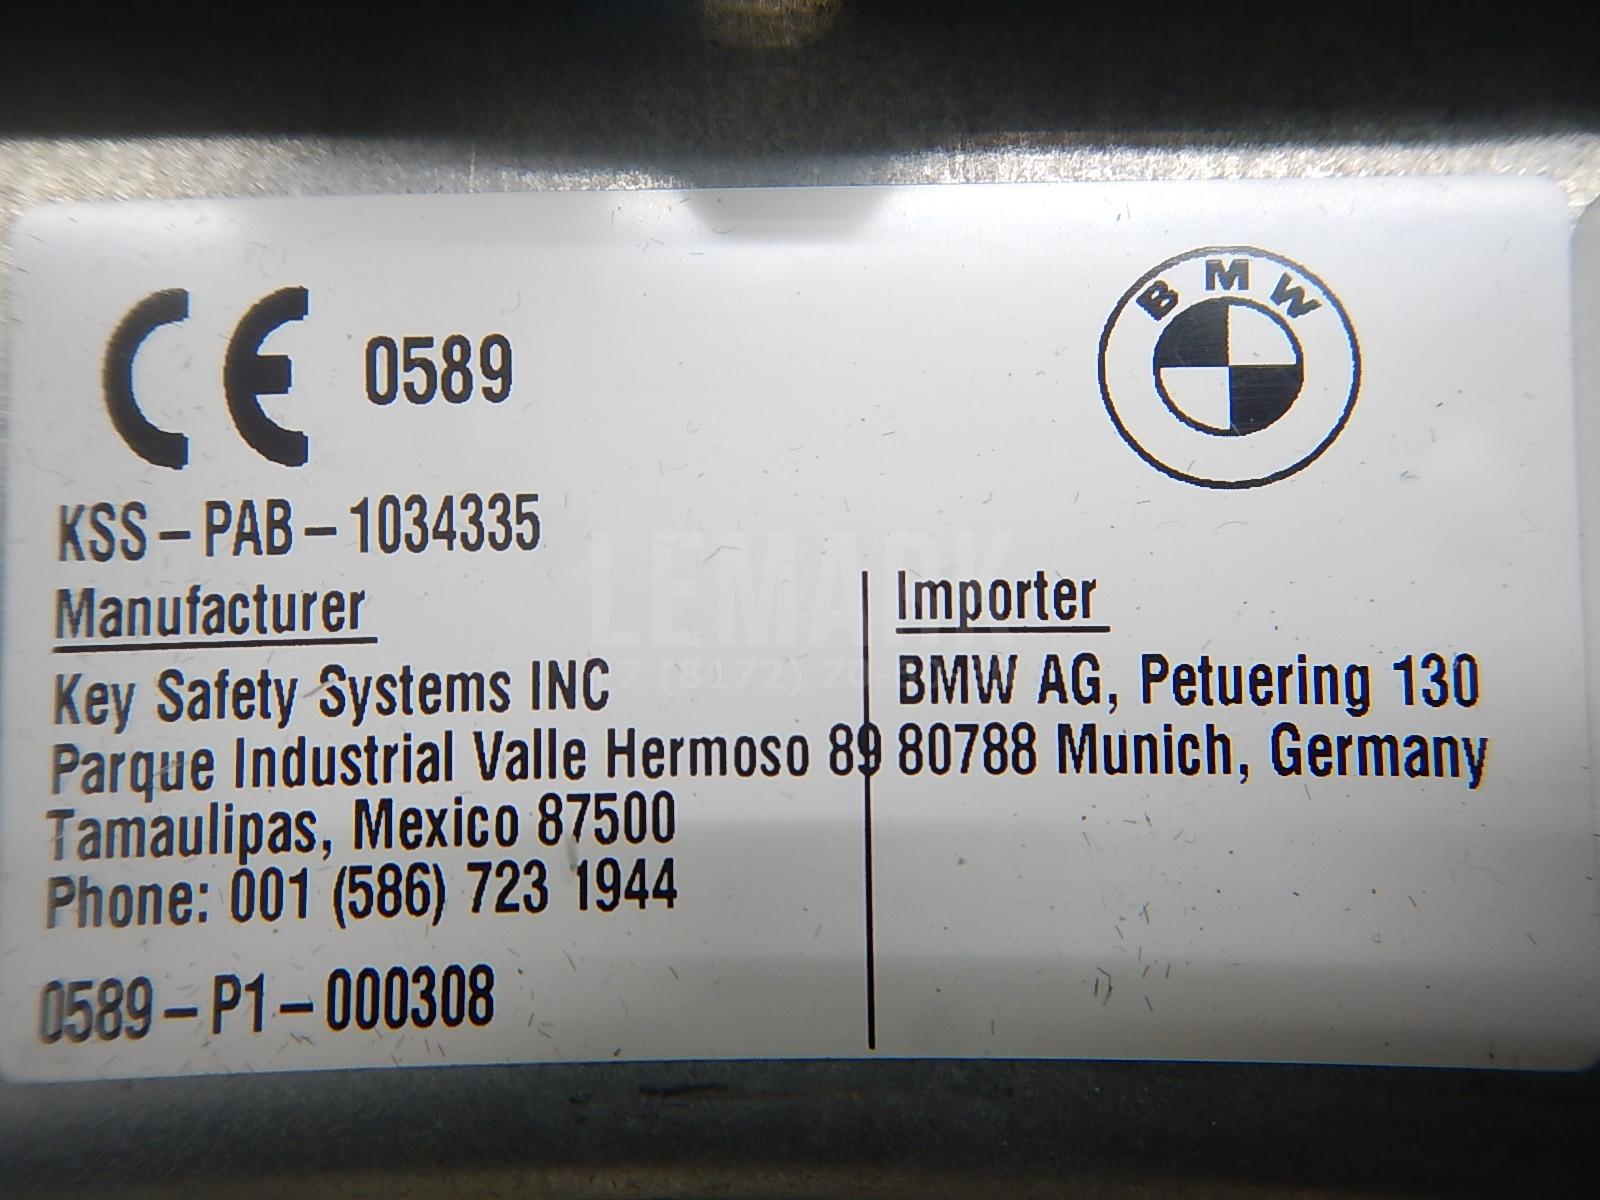 CE 0589
BMW
KSS-PAB-1034335
Manufacturer
Key Safety Systems INC
Parque Industrial Valle Hermoso 89
Tamaulipas, Mexico 87500
Phone: 001 (586) 723 1944
0589-P1-000308
Importer
BMW AG, Petuering 130
80788 Munich, Germany
LEMARK